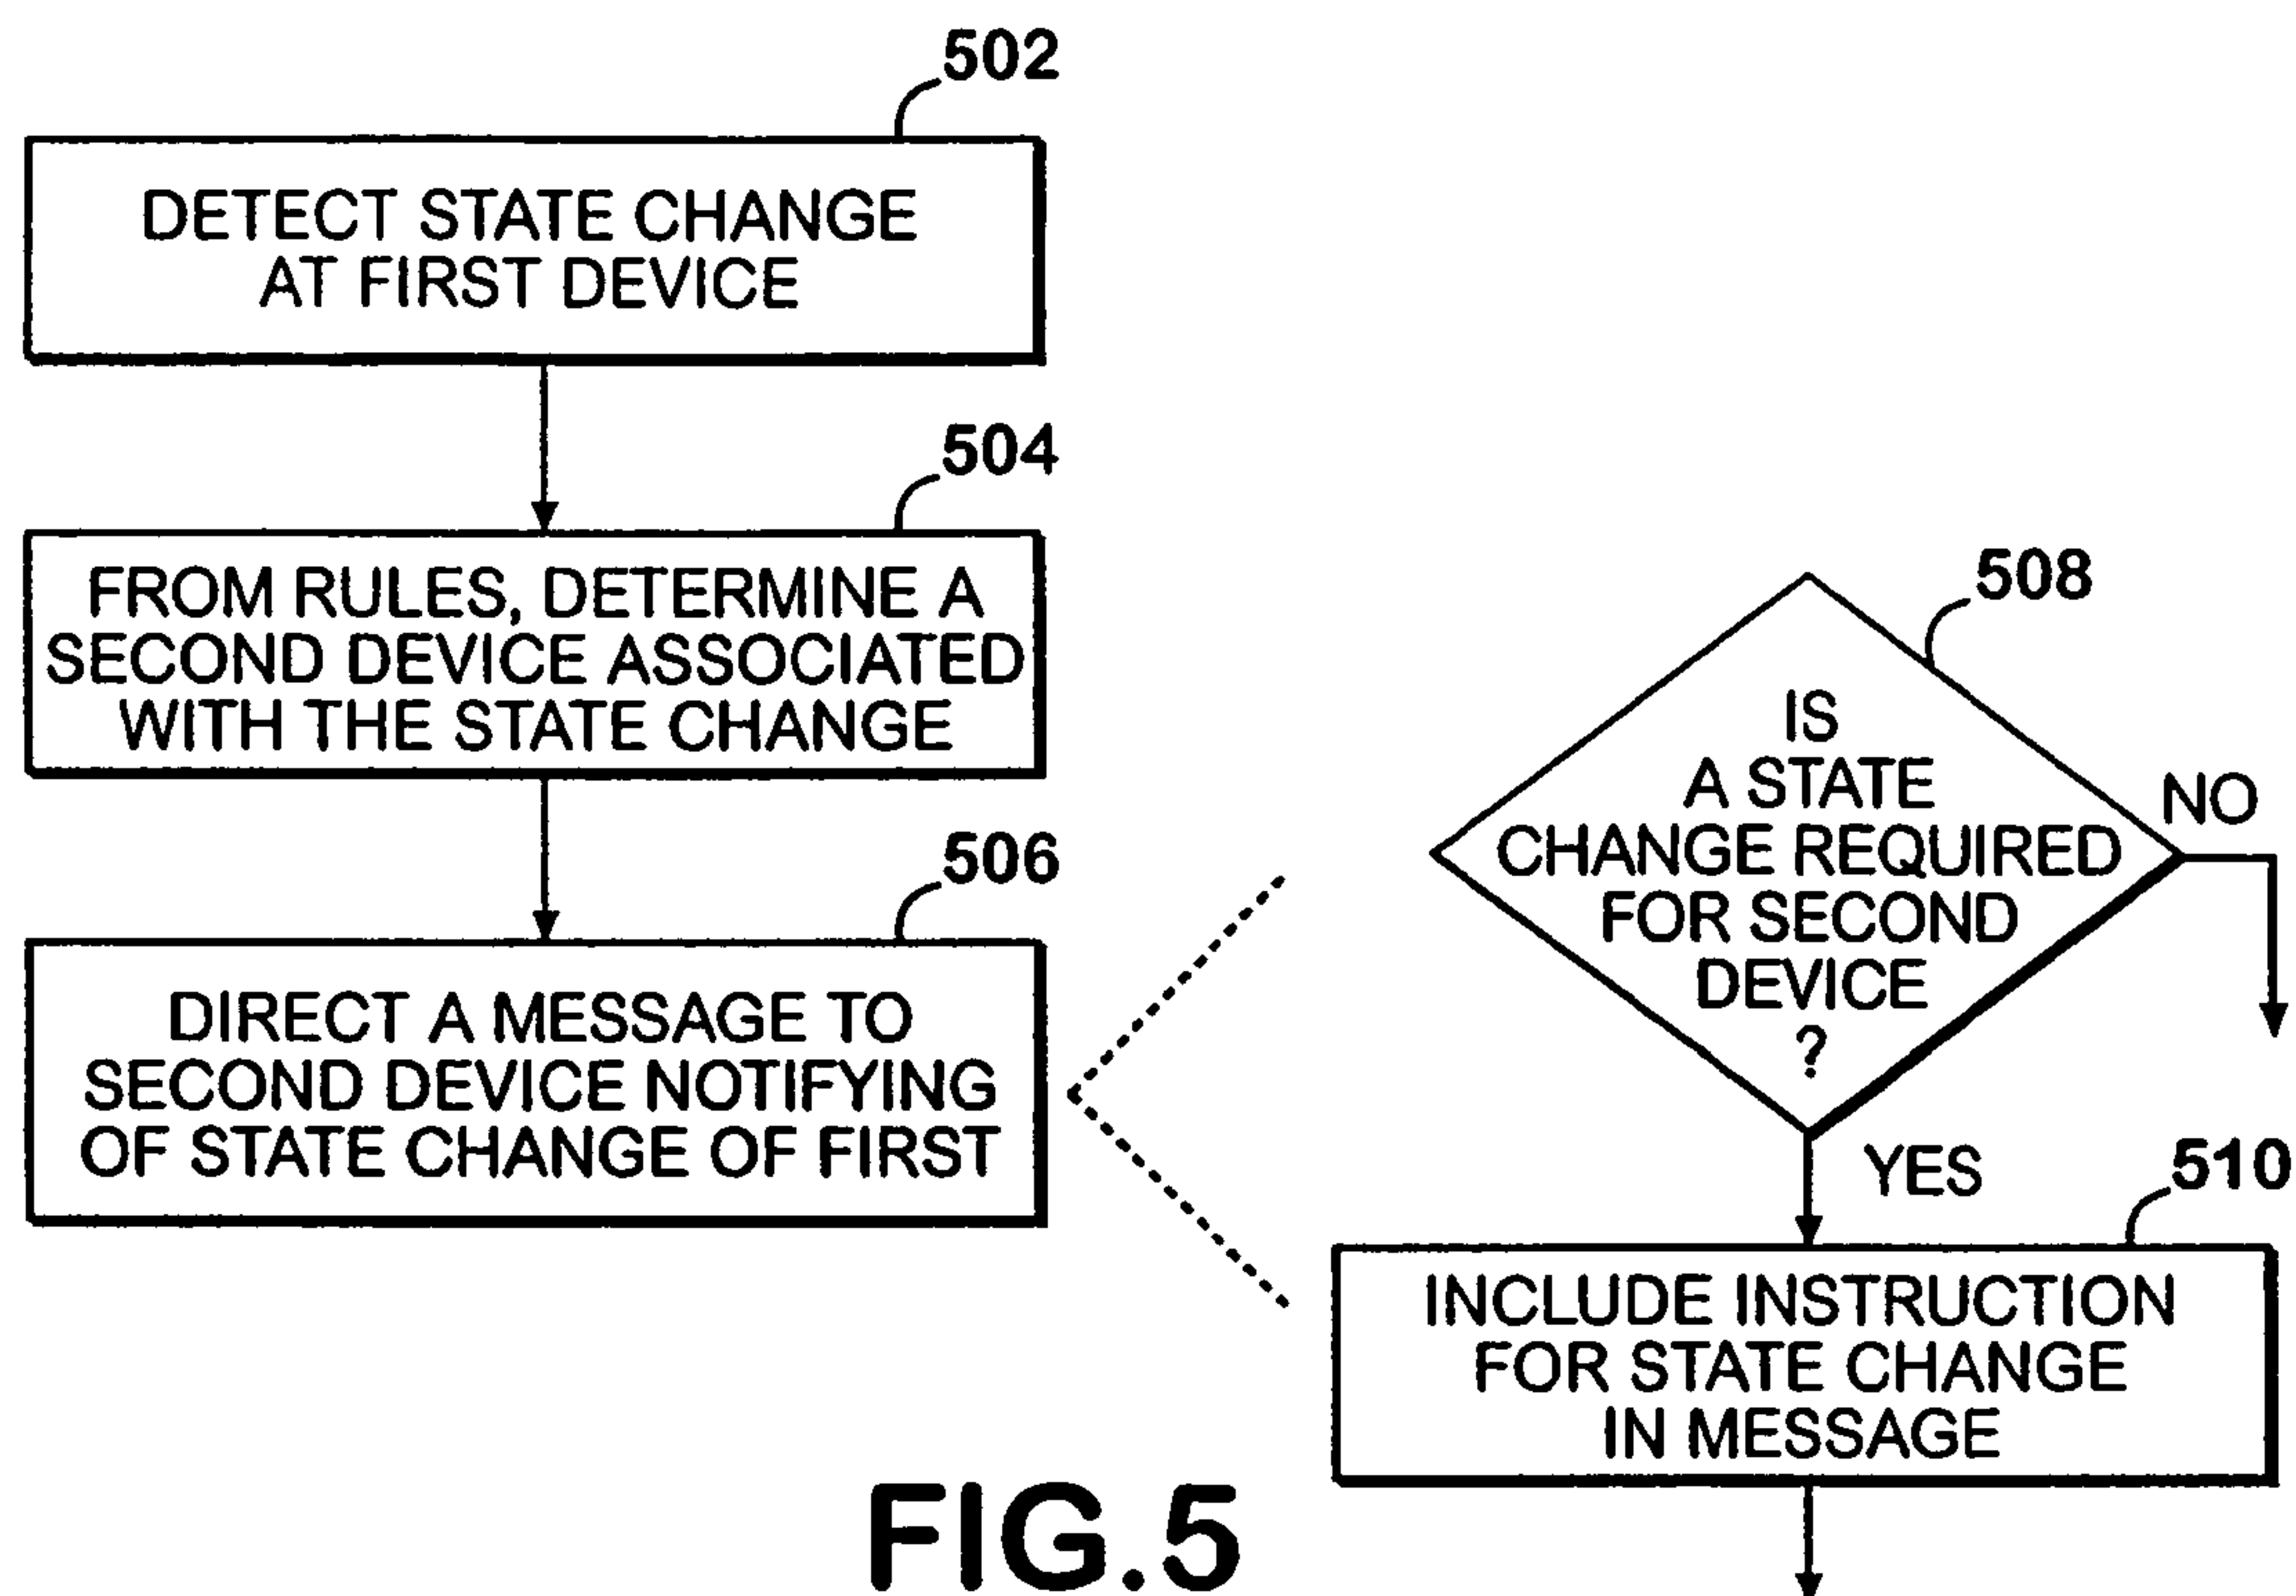 502
DETECT STATE CHANGE
AT FIRST DEVICE
504
FROM RULES, DETERMINE A
SECOND DEVICE ASSOCIATED
WITH THE STATE CHANGE
506
DIRECT A MESSAGE TO
SECOND DEVICE NOTIFYING
OF STATE CHANGE OF FIRST
508
IS
A STATE
CHANGE REQUIRED
FOR SECOND
DEVICE
?
NO
YES
510
INCLUDE INSTRUCTION
FOR STATE CHANGE
IN MESSAGE
FIG.5